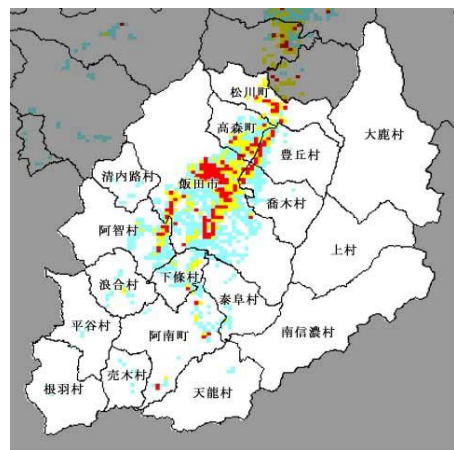 松川町
高森町
大鹿村
豊丘村
清内路村
飯田市
喬木村
阿智村
上村
下條村
浪合村
泰阜村
平谷村
阿南町
南信濃村
売木村
根羽村
天龍村